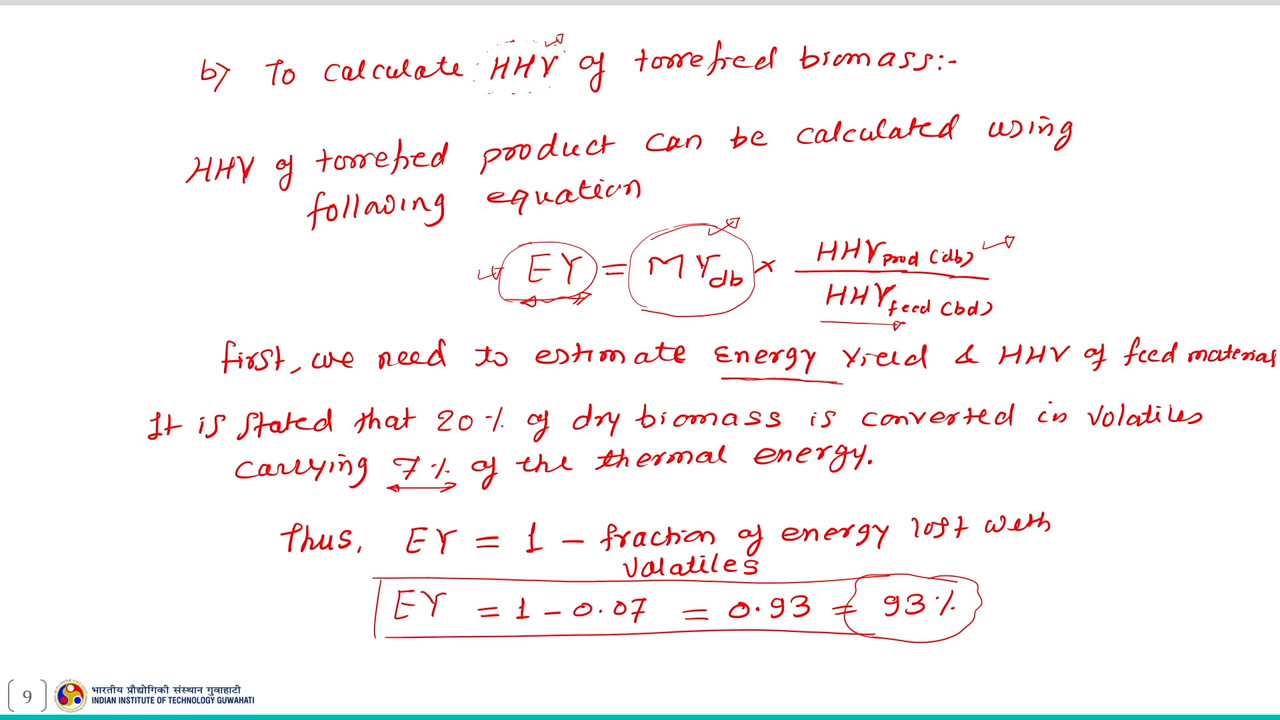 b) To calculate HHV of torrefied biomass:-
HHV of torrefied product can be calculated using
following equation
EY = MYdb × HHVprod (db) / HHVfeed (bd)
First, we need to estimate Energy Yield & HHV of feed material
It is stated that 20 % of dry biomass is converted in volatiles
carrying 7 % of the thermal energy.
Thus, EY = 1 - fraction of energy lost with
volatiles
EY = 1 - 0.07 = 0.93 = 93 %
9
भारतीय प्रौद्योगिकी संस्थान गुवाहाटी
INDIAN INSTITUTE OF TECHNOLOGY GUWAHATI